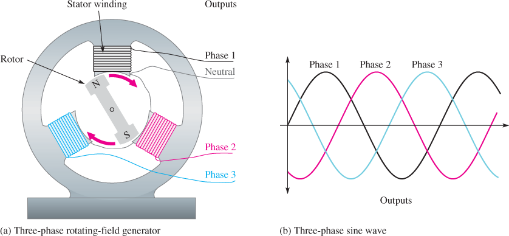 Stator winding
Outputs
Rotor
Phase 1
Neutral
N
S
Phase 2
Phase 3
(a) Three-phase rotating-field generator
Phase 1 Phase 2 Phase 3
Outputs
(b) Three-phase sine wave